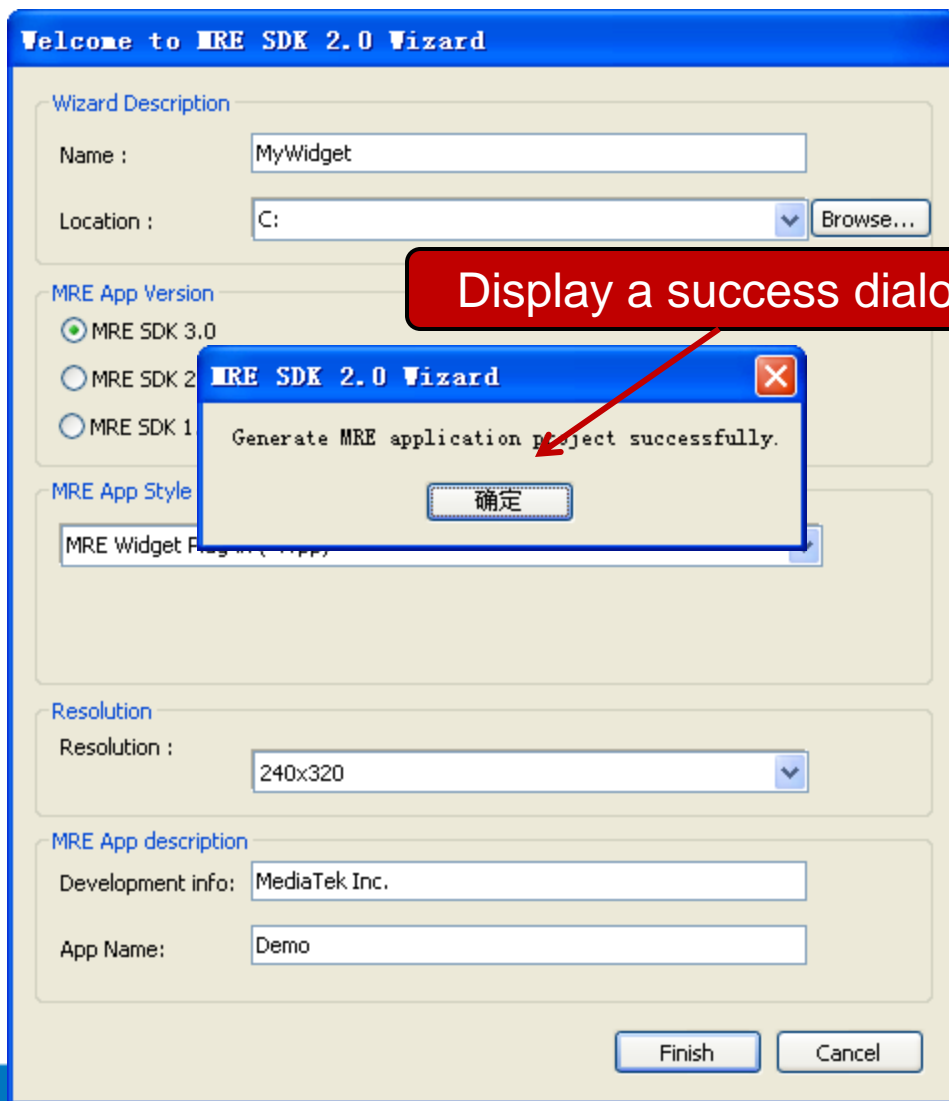 Welcome to MRE SDK 2.0 Wizard
Wizard Description
Name :
MyWidget
Location :
C:
Browse...
Display a success dialo
MRE App Version
MRE SDK 3.0
MRE SDK 2
MRE SDK 1.
MRE SDK 2.0 Wizard
Generate MRE application project successfully.
确定
MRE App Style
MRE Widget
Resolution
Resolution :
240x320
MRE App description
Development info:
MediaTek Inc.
App Name:
Demo
Finish
Cancel